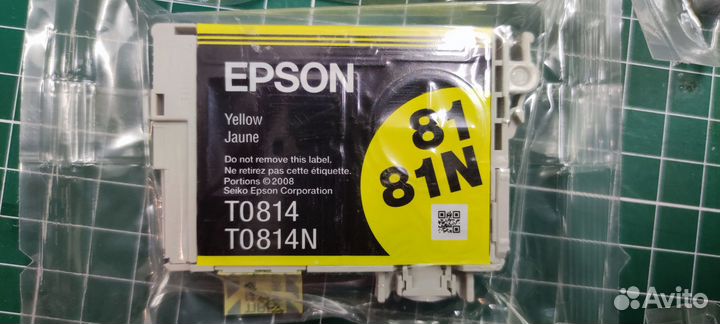 EPSON
Yellow
Jaune
Do not remove this label.
Ne retirez pas cette étiquette.
Portions ©2008
Seiko Epson Corporation
T0814
T0814N
81
81N
Avito